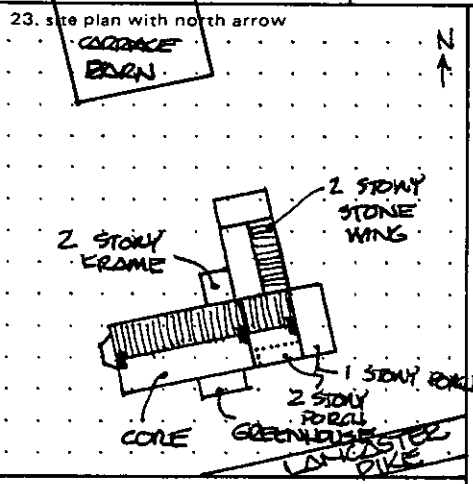 23. site plan with north arrow
CARRIAGE
BARN
N
2 STORY
STONE
WING
2 STORY
FRAME
1 STORY PORCH
2 STORY
PORCH
CORE
GREENHOUSE
LANCASTER
PIKE